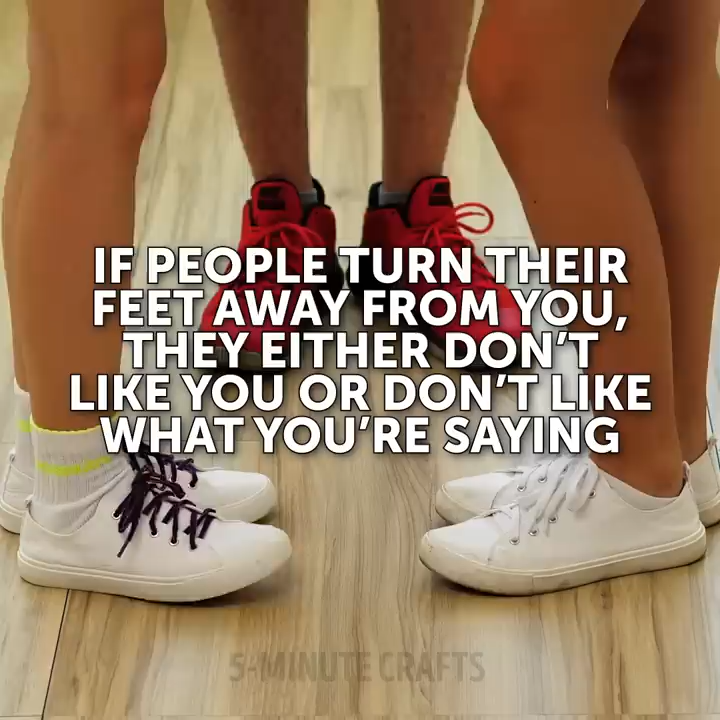 IF PEOPLE TURN THEIR
FEET AWAY FROM YOU,
THEY EITHER DON'T
LIKE YOU OR DON'T LIKE
WHAT YOU'RE SAYING
5-MINUTE CRAFTS